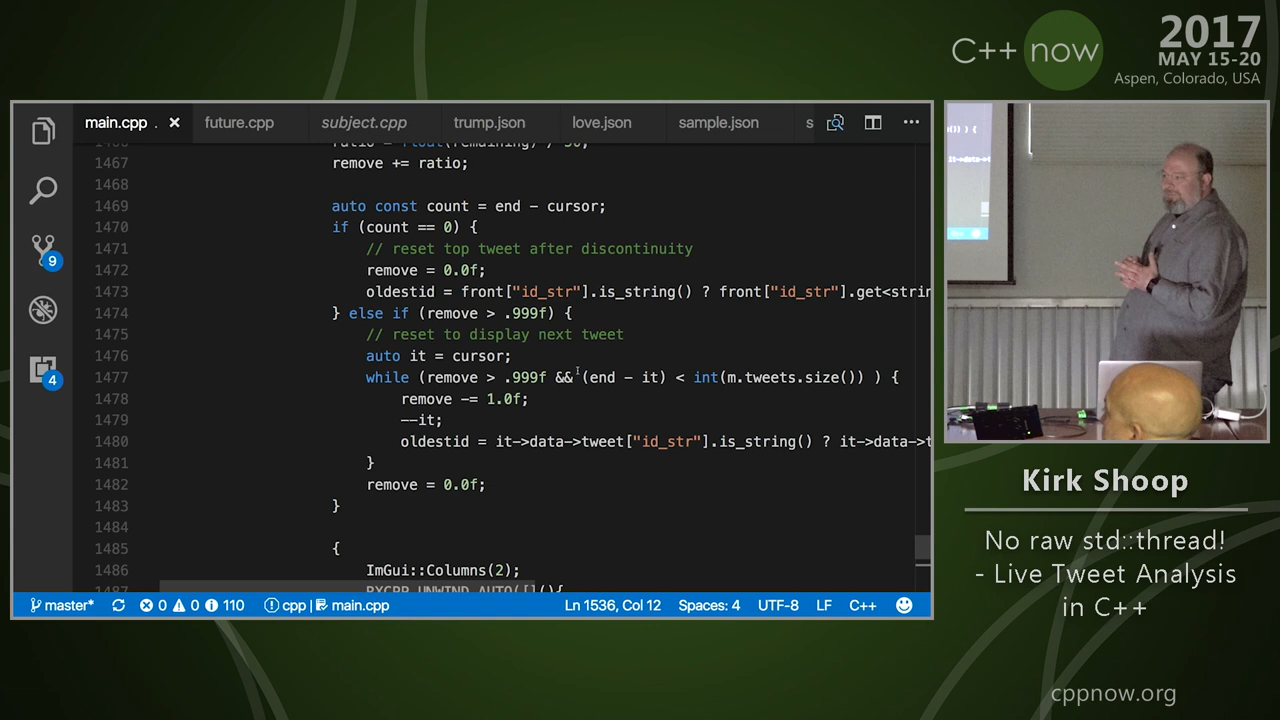 C++ now
2017
MAY 15-20
Aspen, Colorado, USA
main.cpp . × future.cpp subject.cpp trump.json love.json sample.json s ...
1467 remove += ratio;
1468
1469 auto const count = end - cursor;
1470 if (count == 0) {
1471 // reset top tweet after discontinuity
1472 remove = 0.0f;
1473 oldestid = front["id_str"].is_string() ? front["id_str"].get<strin
1474 } else if (remove > .999f) {
1475 // reset to display next tweet
1476 auto it = cursor;
1477 while (remove > .999f && (end - it) < int(m.tweets.size()) ) {
1478 remove -= 1.0f;
1479 --it;
1480 oldestid = it->data->tweet["id_str"].is_string() ? it->data->t
1481 }
1482 remove = 0.0f;
1483 }
1484
1485 {
1486 ImGui::Columns(2);
9
4
master* 0 0 110 cpp | main.cpp Ln 1536, Col 12 Spaces: 4 UTF-8 LF C++
Kirk Shoop
No raw std::thread!
- Live Tweet Analysis
in C++
cppnow.org